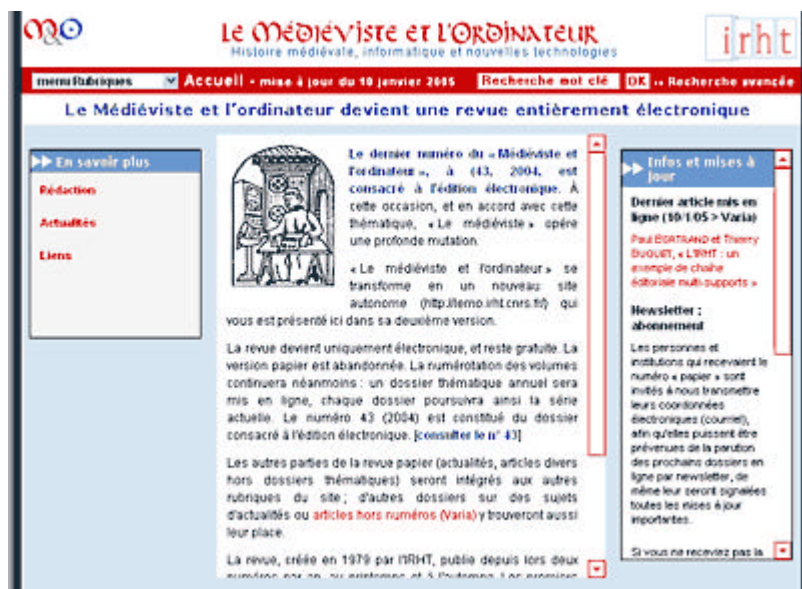 M&O
Le Médiéviste et l'Ordinateur
Histoire médiévale, informatique et nouvelles technologies
irht
menu Rubriques
Accueil - mise à jour du 10 janvier 2005
Recherche mot clé
OK
Recherche avancée
Le Médiéviste et l'ordinateur devient une revue entièrement électronique
En savoir plus
Rédaction
Actualités
Liens
Le dernier numéro du « Médiéviste et
l'ordinateur », à (43, 2004, est
consacré à l'édition électronique. À
cette occasion, et en accord avec cette
thématique, « Le médiéviste » opère
une profonde mutation.
« Le médiéviste et l'ordinateur » se
transforme en un nouveau site
autonome (http://lemo.irht.cnrs.fr/) qui
vous est présenté ici dans sa deuxième version.
La revue devient uniquement électronique, et reste gratuite. La
version papier est abandonnée. La numérotation des volumes
continuera néanmoins : un dossier thématique annuel sera
mis en ligne, chaque dossier poursuivra ainsi la série
actuelle. Le numéro 43 (2004) est constitué du dossier
consacré à l'édition électronique. [consulter le n° 43]
Les autres parties de la revue papier (actualités, articles divers
hors dossiers thématiques) seront intégrés aux autres
rubriques du site ; d'autres dossiers sur des sujets
d'actualités ou articles hors numéros (Varia) y trouveront aussi
leur place.
La revue, créée en 1979 par l'IRHT, publie depuis lors deux
numéros par an, au printemps et à l'automne. Les premiers
Infos et mises à
jour
Dernier article mis en
ligne (10/1/05 > Varia)
Paul BERTRAND et Thierry
BUQUET, « L'IRHT : un
exemple de chaîne
éditoriale multi-supports »
Newsletter :
abonnement
Les personnes et
institutions qui recevaient le
numéro « papier » sont
invités à nous transmettre
leurs coordonnées
électroniques (courriel),
afin qu'elles puissent être
prévenues de la parution
des prochains dossiers en
ligne par newsletter, de
même leur seront signalées
toutes les mises à jour
importantes.
Si vous ne recevez pas la